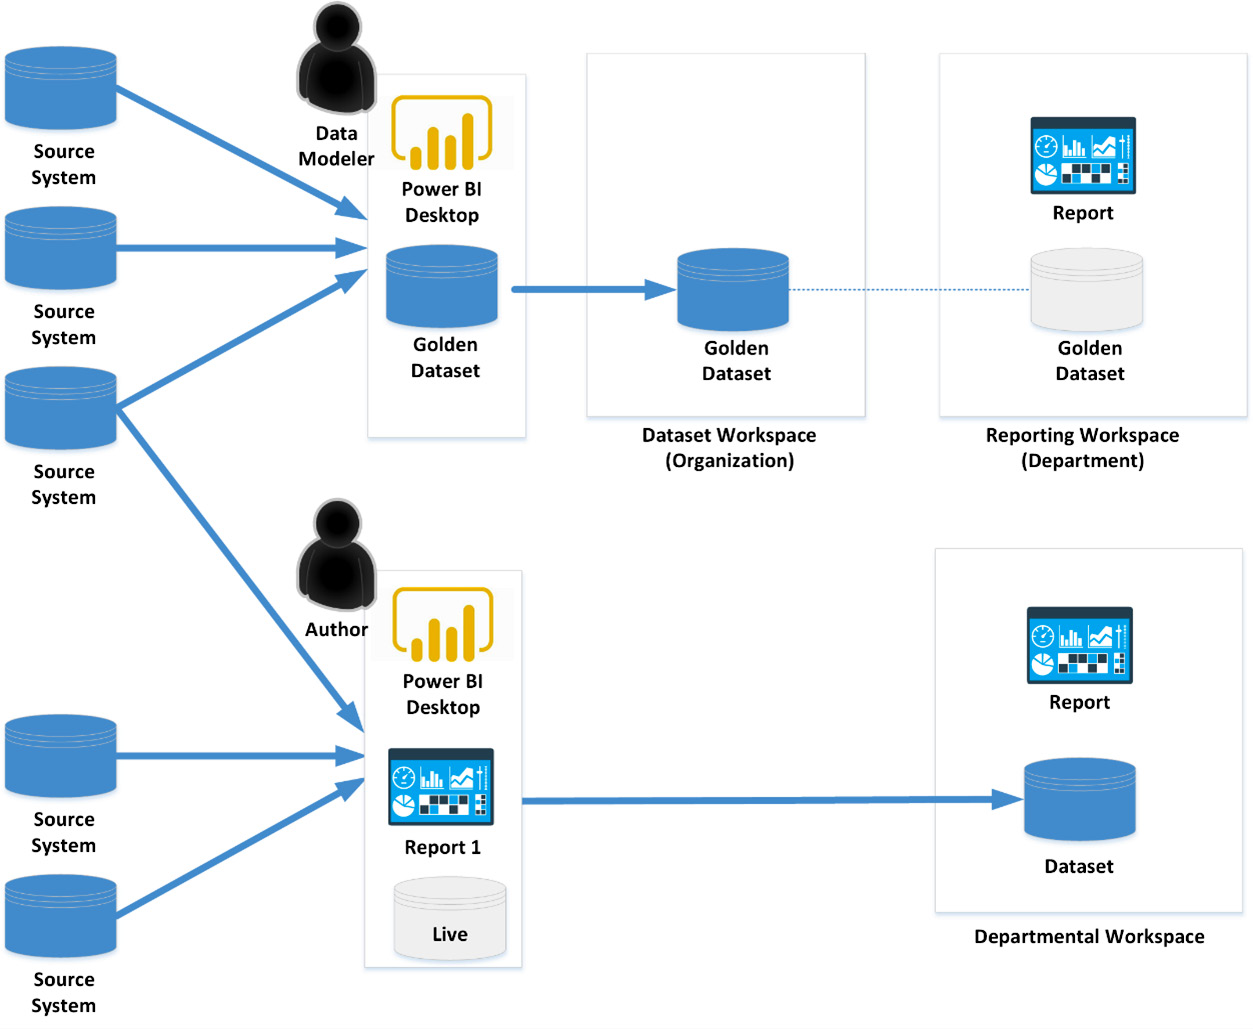 Source
System
Source
System
Source
System
Data
Modeler
Power BI
Desktop
Golden
Dataset
Golden
Dataset
Dataset Workspace
(Organization)
Report
Golden
Dataset
Reporting Workspace
(Department)
Source
System
Source
System
Author
Power BI
Desktop
Report 1
Live
Report
Dataset
Departmental Workspace